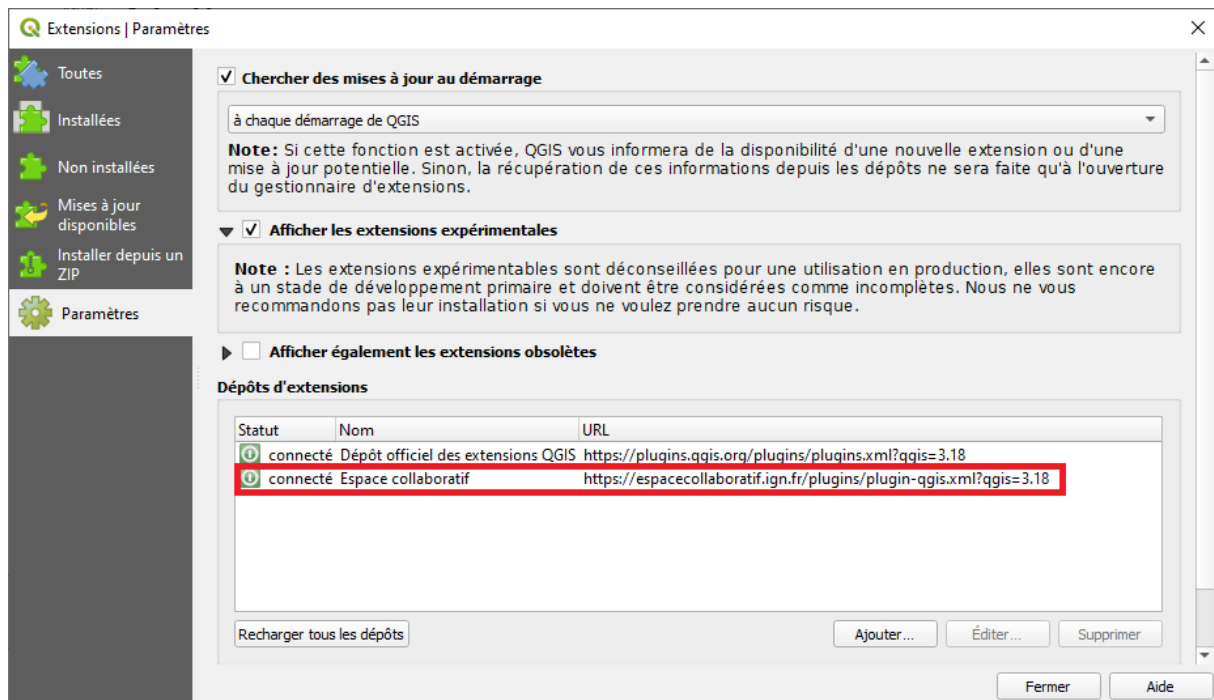 Extensions | Paramètres
Toutes
Installées
Non installées
Mises à jour
disponibles
Installer depuis un
ZIP
Paramètres
Chercher des mises à jour au démarrage
à chaque démarrage de QGIS
Note: Si cette fonction est activée, QGIS vous informera de la disponibilité d'une nouvelle extension ou d'une
mise à jour potentielle. Sinon, la récupération de ces informations depuis les dépôts ne sera faite qu'à l'ouverture
du gestionnaire d'extensions.
Afficher les extensions expérimentales
Note : Les extensions expérimentables sont déconseillées pour une utilisation en production, elles sont encore
à un stade de développement primaire et doivent être considérées comme incomplètes. Nous ne vous
recommandons pas leur installation si vous ne voulez prendre aucun risque.
Afficher également les extensions obsolètes
Dépôts d'extensions
Statut Nom URL
connecté Dépôt officiel des extensions QGIS https://plugins.qgis.org/plugins/plugins.xml?qgis=3.18
connecté Espace collaboratif https://espacecollaboratif.ign.fr/plugins/plugin-qgis.xml?qgis=3.18
Recharger tous les dépôts Ajouter... Éditer... Supprimer
Fermer Aide